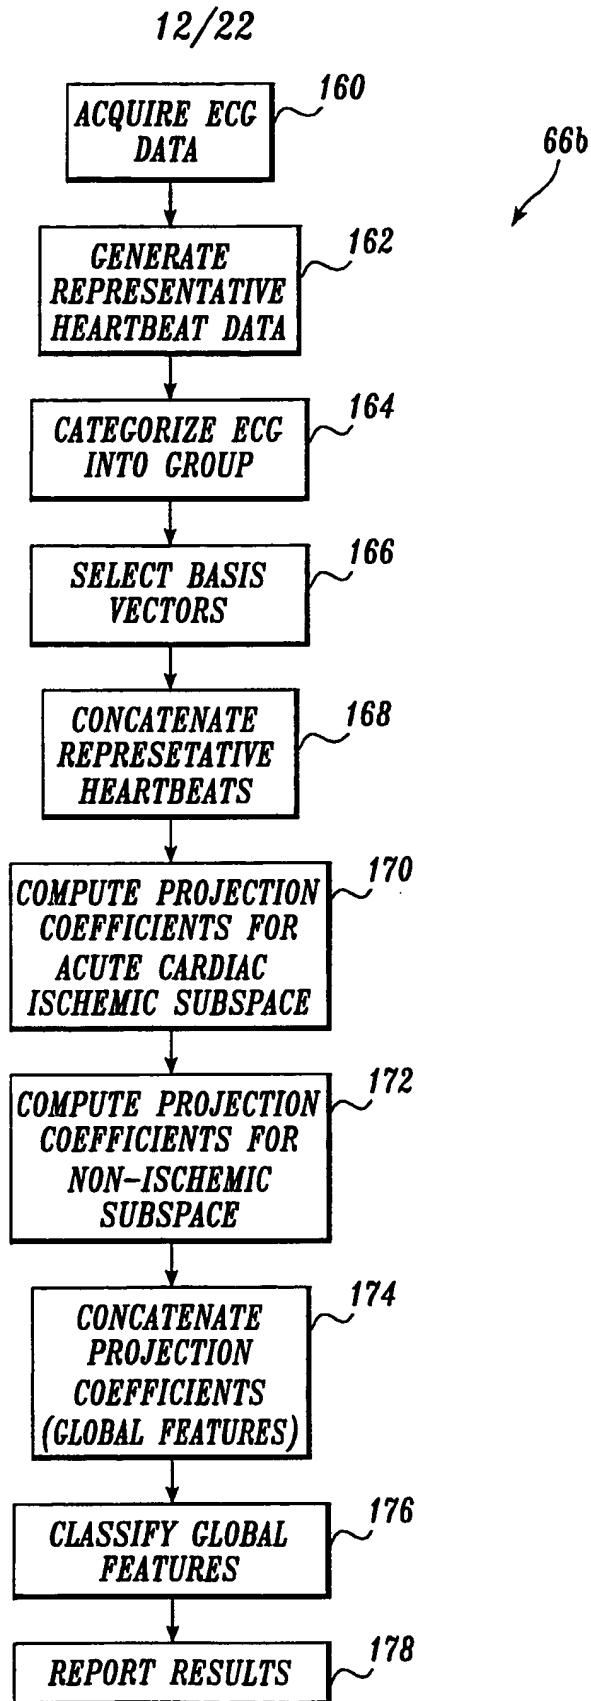 12/22
160
ACQUIRE ECG
DATA
66b
162
GENERATE
REPRESENTATIVE
HEARTBEAT DATA
164
CATEGORIZE ECG
INTO GROUP
166
SELECT BASIS
VECTORS
168
CONCATENATE
REPRESETATIVE
HEARTBEATS
170
COMPUTE PROJECTION
COEFFICIENTS FOR
ACUTE CARDIAC
ISCHEMIC SUBSPACE
172
COMPUTE PROJECTION
COEFFICIENTS FOR
NON-ISCHEMIC
SUBSPACE
174
CONCATENATE
PROJECTION
COEFFICIENTS
(GLOBAL FEATURES)
176
CLASSIFY GLOBAL
FEATURES
178
REPORT RESULTS